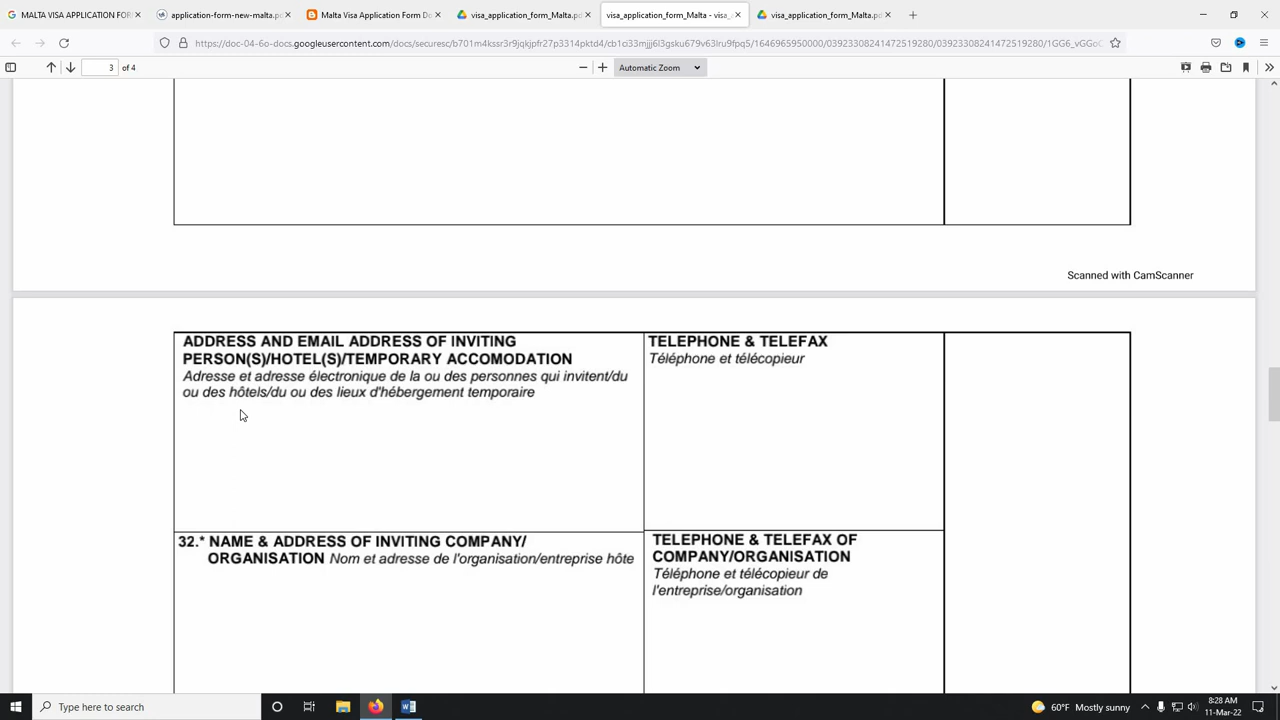 MALTA VISA APPLICATION FOR
application-form-new-malta.p
Malta Visa Application Form Do
visa_application_form_Malta.p
visa_application_form_Malta - visa_
visa_application_form_Malta.p
3 of 4
Automatic Zoom
Scanned with CamScanner
ADDRESS AND EMAIL ADDRESS OF INVITING
PERSON(S)/HOTEL(S)/TEMPORARY ACCOMODATION
Adresse et adresse électronique de la ou des personnes qui invitent/du
ou des hôtels/du ou des lieux d'hébergement temporaire
TELEPHONE & TELEFAX
Téléphone et télécopieur
32.* NAME & ADDRESS OF INVITING COMPANY/
ORGANISATION Nom et adresse de l'organisation/entreprise hôte
TELEPHONE & TELEFAX OF
COMPANY/ORGANISATION
Téléphone et télécopieur de
l'entreprise/organisation
Type here to search
60°F Mostly sunny
8:28 AM
11-Mar-22